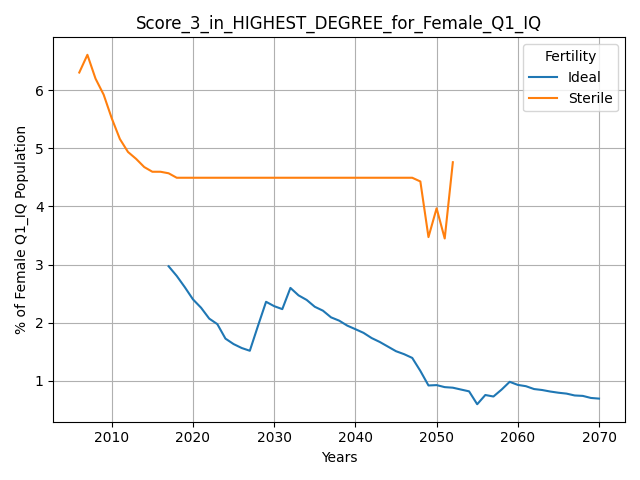 Score_3_in_HIGHEST_DEGREE_for_Female_Q1_IQ
Fertility
Ideal
Sterile
% of Female Q1_IQ Population
6
5
4
3
2
1
2010 2020 2030 2040 2050 2060 2070
Years